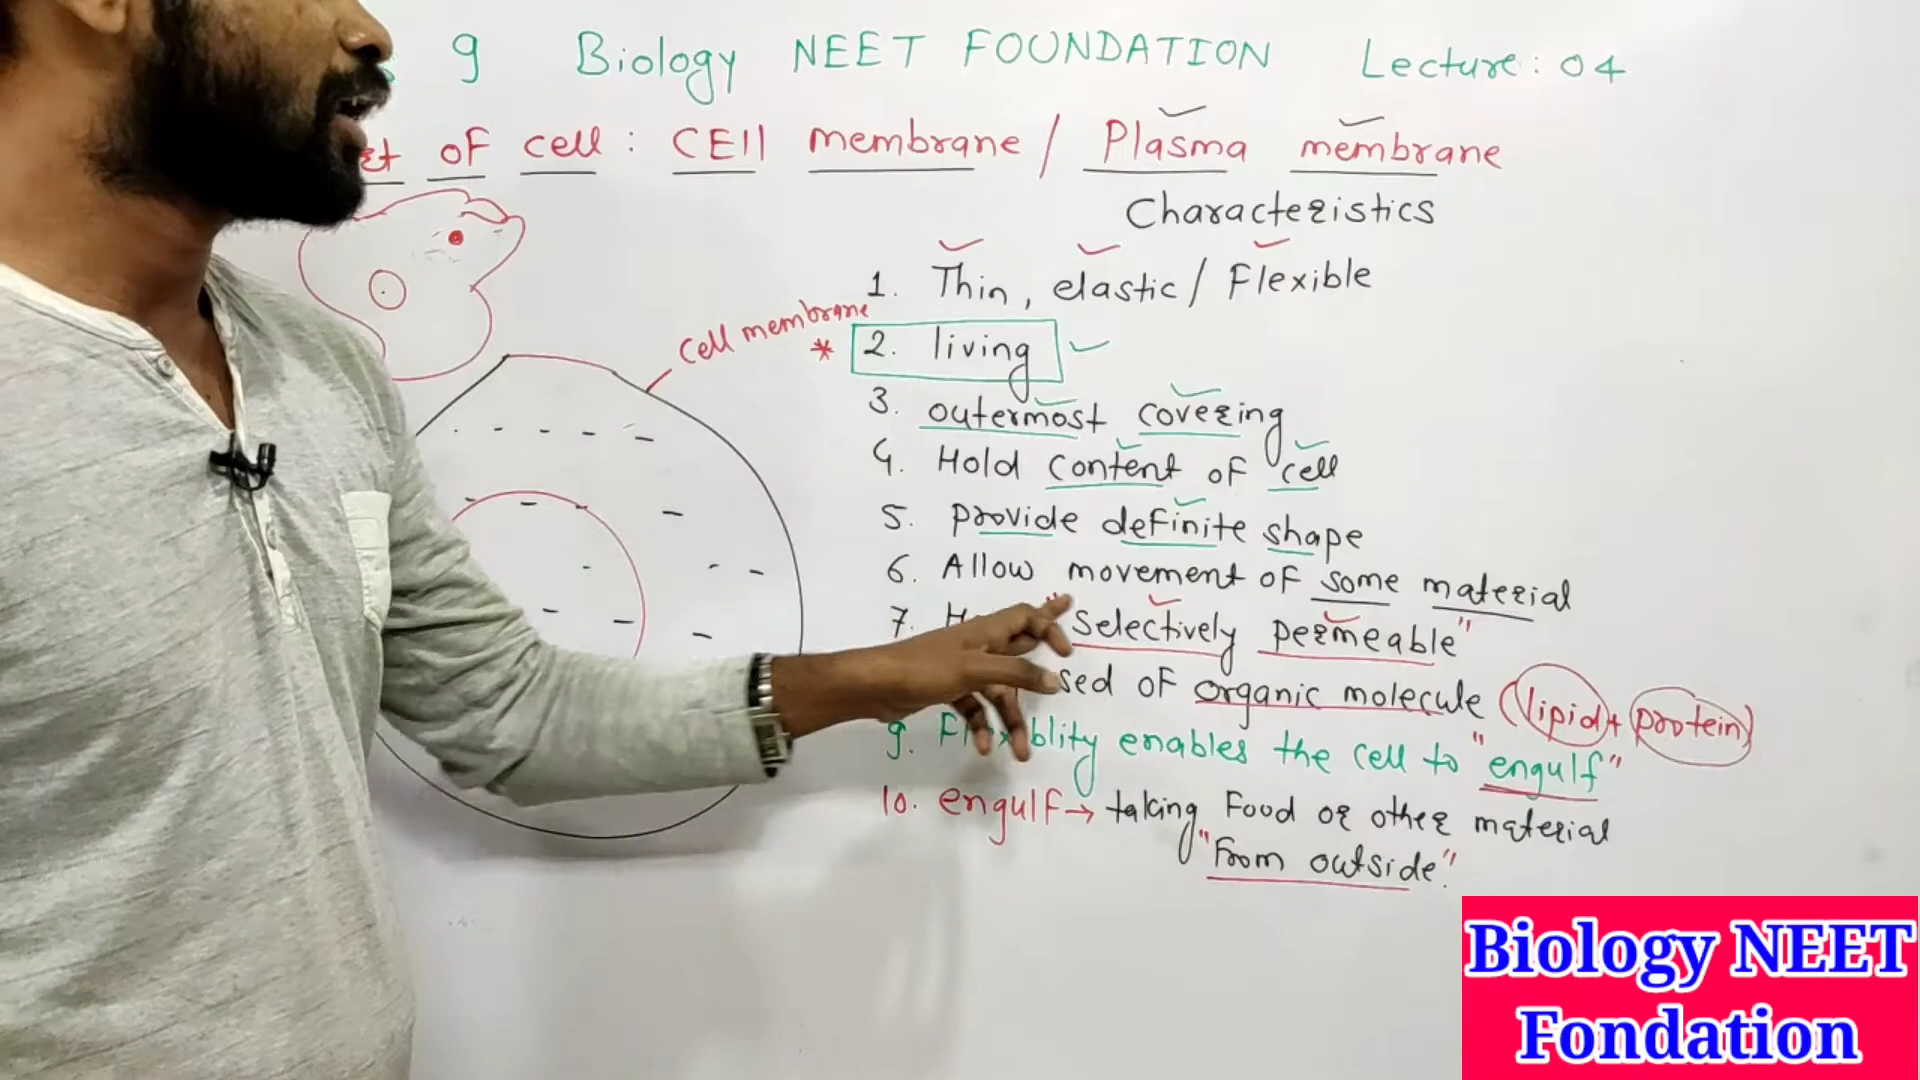 9 Biology NEET FOUNDATION Lecture: 04
of cell: CEll membrane / Plasma membrane
Characteristics
1. Thin, elastic / Flexible
cell membrane
* 2. living
3. outermost covering
4. Hold content of cell
5. provide definite shape
6. Allow movement of some material
7. "Selectively permeable"
sed of organic molecule (lipid + protein)
9. enables the cell to "engulf"
10. engulf → taking Food or other material
"From outside".
Biology NEET
Fondation